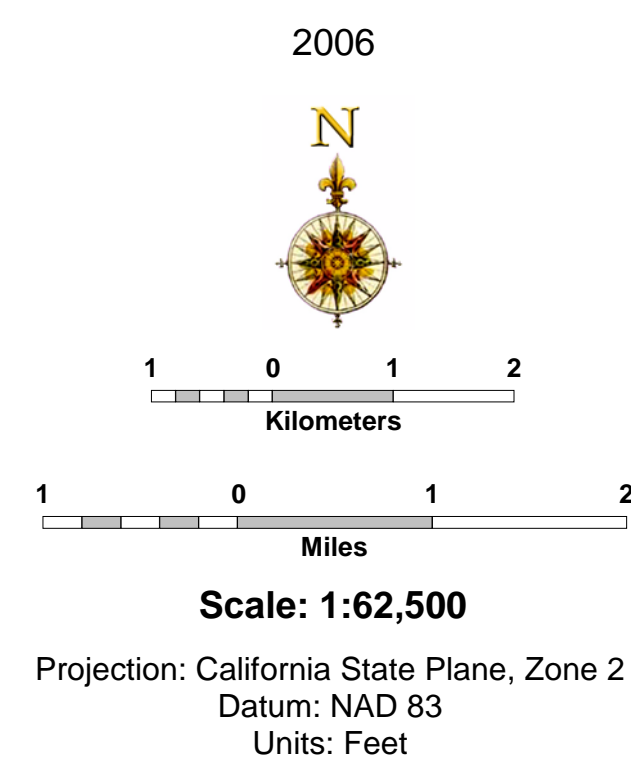 2006
N
1 0 1 2
Kilometers
1 0 1 2
Miles
Scale: 1:62,500
Projection: California State Plane, Zone 2
Datum: NAD 83
Units: Feet